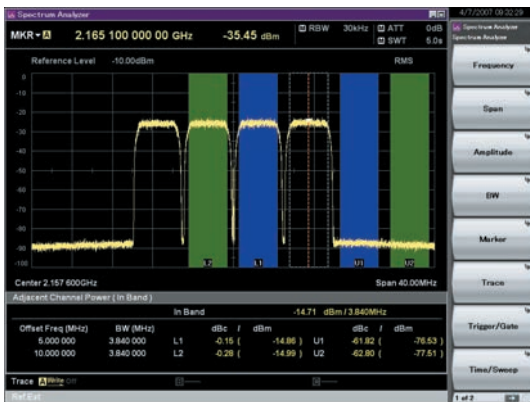 Spectrum Analyzer
4/7/2007 09:32:29
MKR A 2.165 100 000 00 GHz -35.45 dBm
RBW 30kHz
ATT 0dB
SWT 5.0s
Reference Level -10.00dBm RMS
0
-10
-20
-30
-40
-50
-60
-70
-80
-90
-100
L2 L1 U1 U2
Center 2.157 600GHz Span 40.00MHz
Adjacent Channel Power ( In Band )
In Band -14.71 dBm / 3.840MHz
Offset Freq (MHz) BW (MHz) dBc / dBm dBc / dBm
5.000 000 3.840 000 L1 -0.15 ( -14.86 ) U1 -61.82 ( -76.53 )
10.000 000 3.840 000 L2 -0.28 ( -14.99 ) U2 -62.80 ( -77.51 )
Trace A Write Off
Ref.Ext
Spectrum Analyzer
Spectrum Analyzer
Frequency
Span
Amplitude
BW
Marker
Trace
Trigger/Gate
Time/Sweep
1 of 2